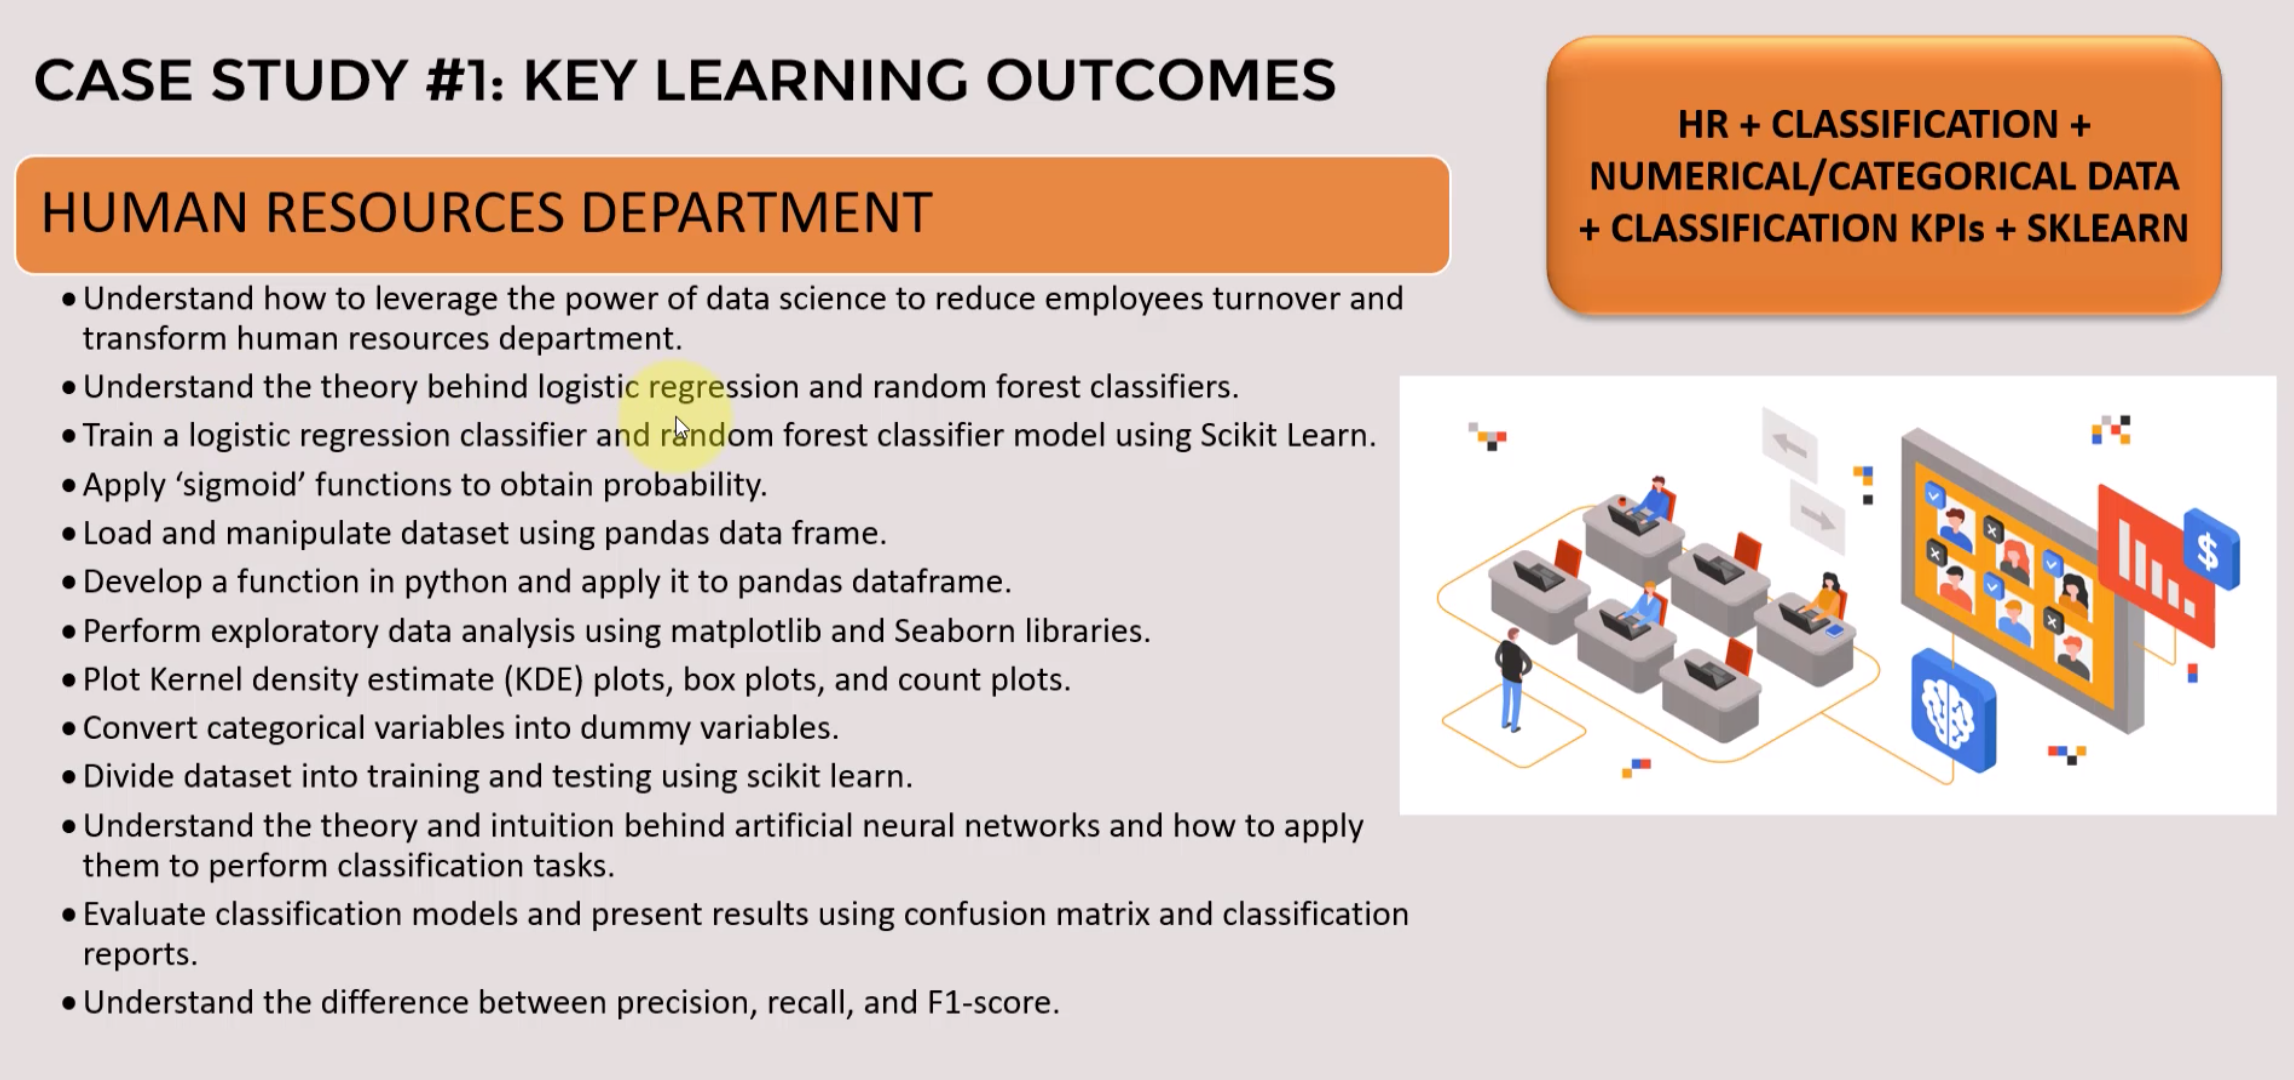 CASE STUDY #1: KEY LEARNING OUTCOMES
HUMAN RESOURCES DEPARTMENT
• Understand how to leverage the power of data science to reduce employees turnover and
transform human resources department.
• Understand the theory behind logistic regression and random forest classifiers.
• Train a logistic regression classifier and random forest classifier model using Scikit Learn.
• Apply ‘sigmoid’ functions to obtain probability.
• Load and manipulate dataset using pandas data frame.
• Develop a function in python and apply it to pandas dataframe.
• Perform exploratory data analysis using matplotlib and Seaborn libraries.
• Plot Kernel density estimate (KDE) plots, box plots, and count plots.
• Convert categorical variables into dummy variables.
• Divide dataset into training and testing using scikit learn.
• Understand the theory and intuition behind artificial neural networks and how to apply
them to perform classification tasks.
• Evaluate classification models and present results using confusion matrix and classification
reports.
• Understand the difference between precision, recall, and F1-score.
HR + CLASSIFICATION +
NUMERICAL/CATEGORICAL DATA
+ CLASSIFICATION KPIs + SKLEARN
$